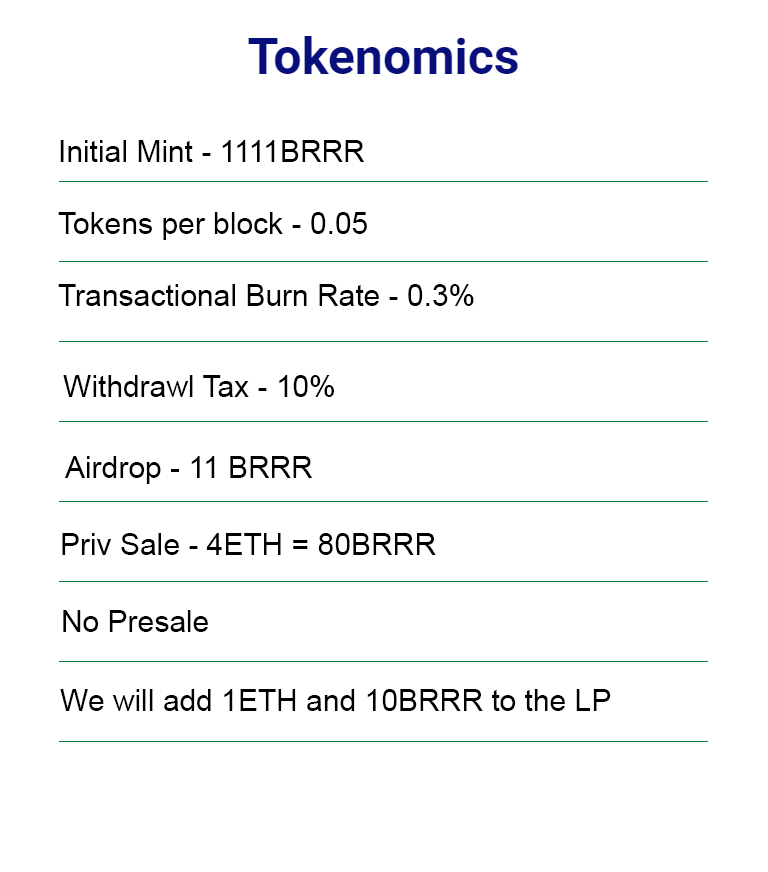 Tokenomics
Initial Mint - 1111BRRR
Tokens per block - 0.05
Transactional Burn Rate - 0.3%
Withdrawl Tax - 10%
Airdrop - 11 BRRR
Priv Sale - 4ETH = 80BRRR
No Presale
We will add 1ETH and 10BRRR to the LP